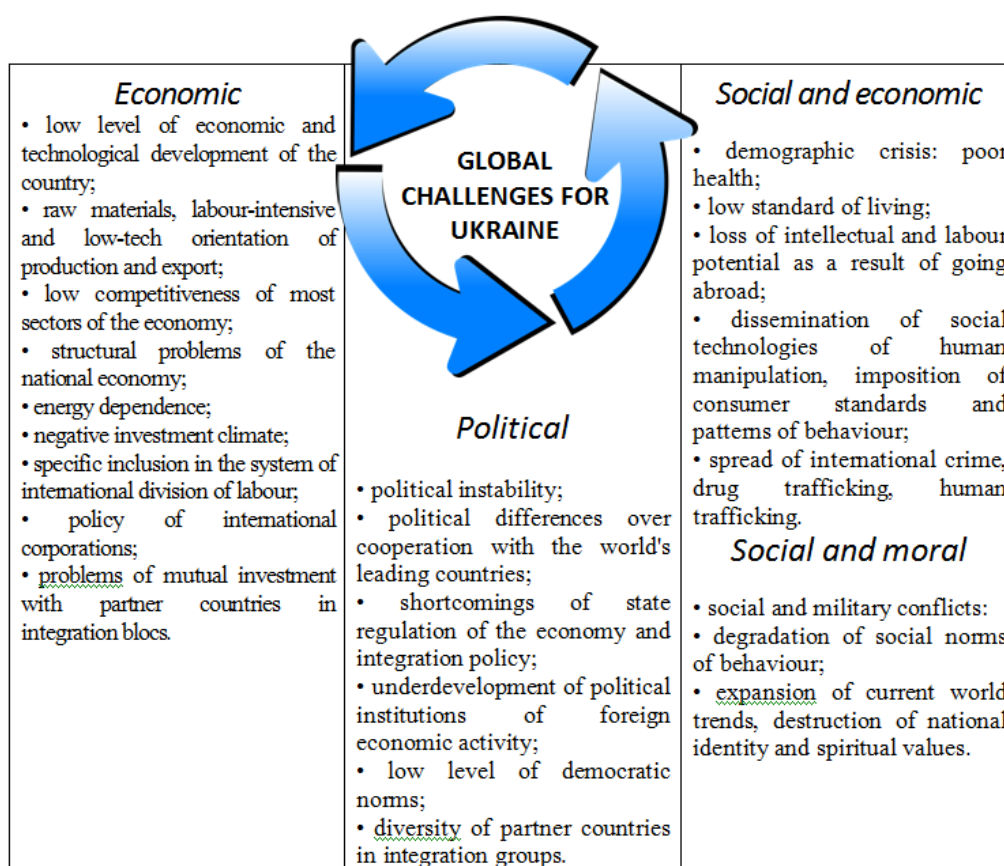 Economic
• low level of economic and
technological development of the
country;
• raw materials, labour-intensive
and low-tech orientation of
production and export;
• low competitiveness of most
sectors of the economy;
• structural problems of the
national economy;
• energy dependence;
• negative investment climate;
• specific inclusion in the system of
international division of labour;
• policy of international
corporations;
• problems of mutual investment
with partner countries in
integration blocs.
GLOBAL
CHALLENGES FOR
UKRAINE
Political
• political instability;
• political differences over
cooperation with the world's
leading countries;
• shortcomings of state
regulation of the economy and
integration policy;
• underdevelopment of political
institutions of foreign
economic activity;
• low level of democratic
norms;
• diversity of partner countries
in integration groups.
Social and economic
• demographic crisis: poor
health;
• low standard of living;
• loss of intellectual and labour
potential as a result of going
abroad;
• dissemination of social
technologies of human
manipulation, imposition of
consumer standards and
patterns of behaviour;
• spread of international crime,
drug trafficking, human
trafficking.
Social and moral
• social and military conflicts:
• degradation of social norms
of behaviour;
• expansion of current world
trends, destruction of national
identity and spiritual values.